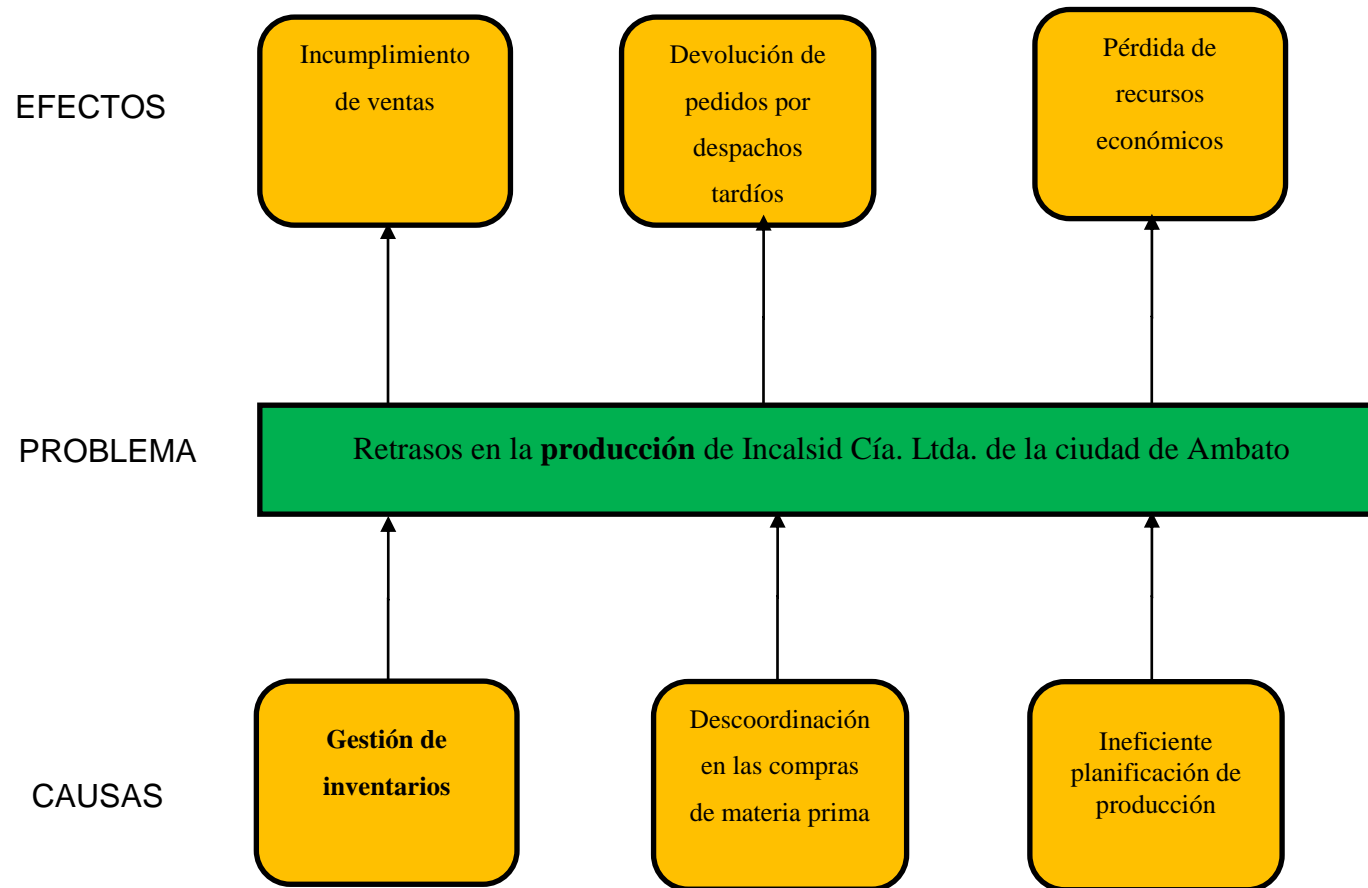 EFECTOS
Incumplimiento
de ventas
Devolución de
pedidos por
despachos
tardíos
Pérdida de
recursos
económicos
PROBLEMA
Retrasos en la producción de Incalsid Cía. Ltda. de la ciudad de Ambato
CAUSAS
Gestión de
inventarios
Descoordinación
en las compras
de materia prima
Ineficiente
planificación de
producción